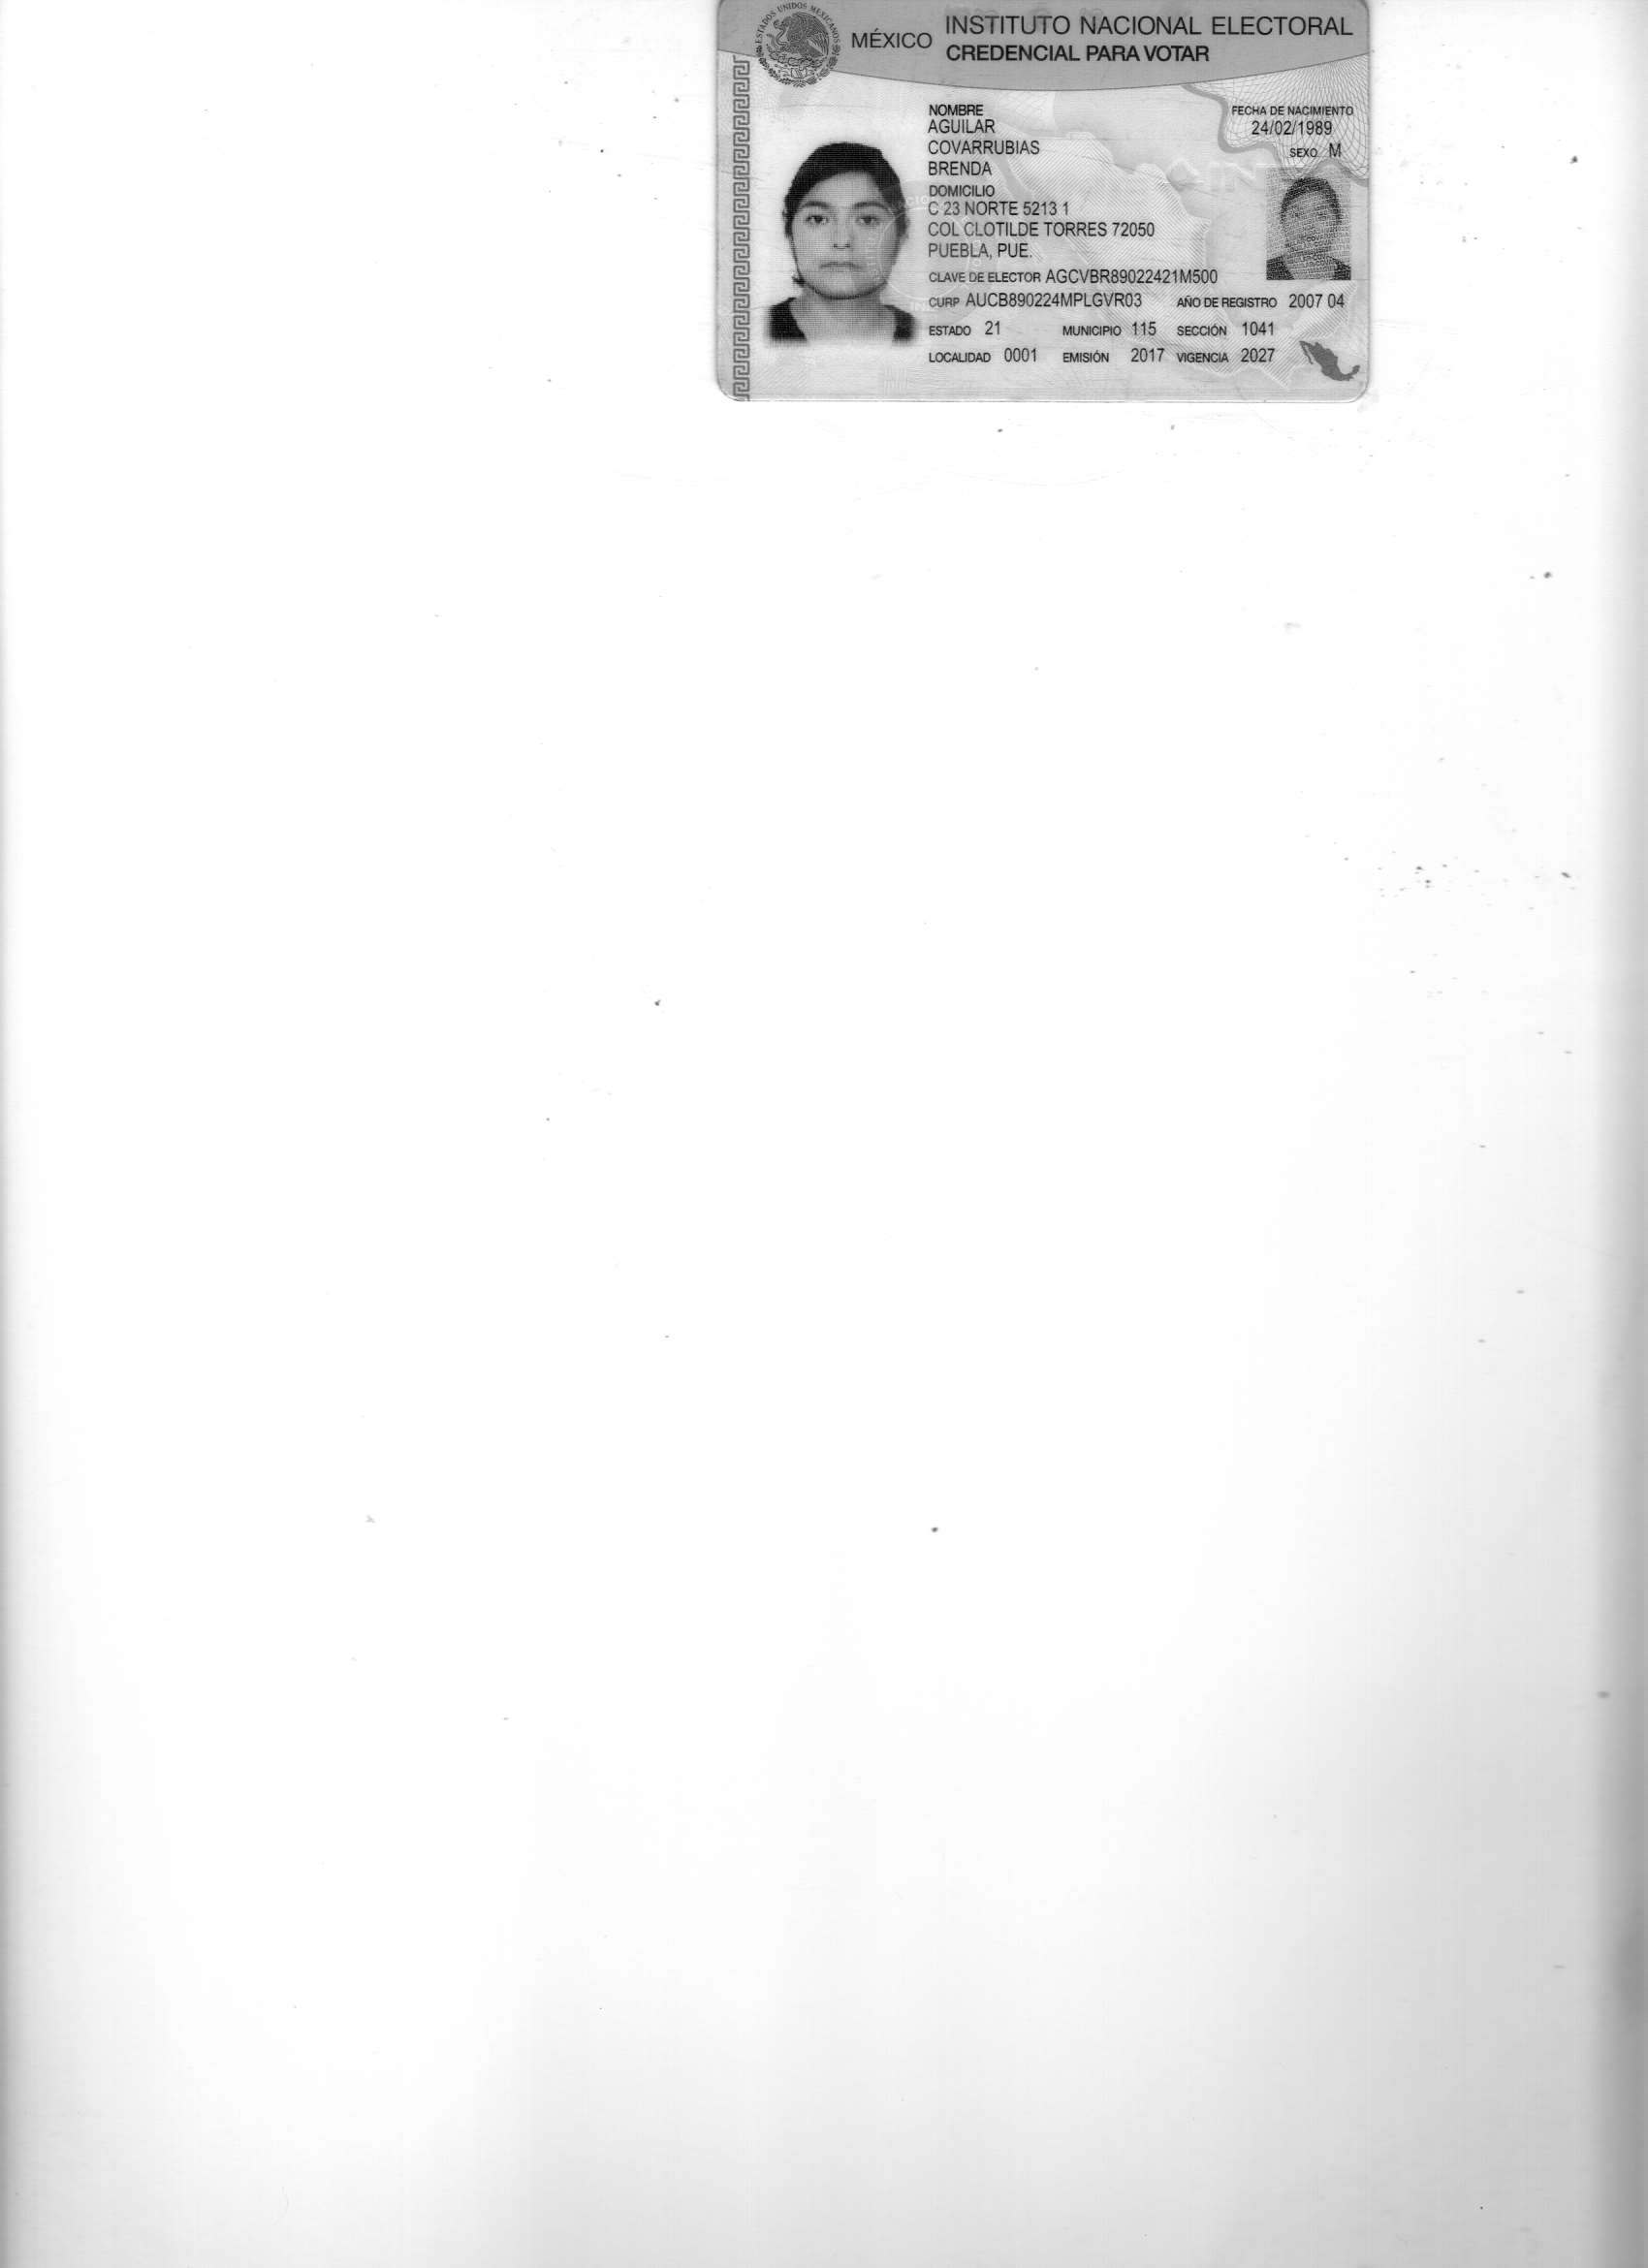 ESTADOS UNIDOS MEXICANOS
MÉXICO INSTITUTO NACIONAL ELECTORAL
CREDENCIAL PARA VOTAR
NOMBRE
AGUILAR
COVARRUBIAS
BRENDA
FECHA DE NACIMIENTO
24/02/1989
SEXO M
DOMICILIO
C 23 NORTE 5213 1
COL CLOTILDE TORRES 72050
PUEBLA, PUE.
CLAVE DE ELECTOR AGCVBR89022421M500
CURP AUCB890224MPLGVR03 AÑO DE REGISTRO 2007 04
ESTADO 21 MUNICIPIO 115 SECCIÓN 1041
LOCALIDAD 0001 EMISIÓN 2017 VIGENCIA 2027